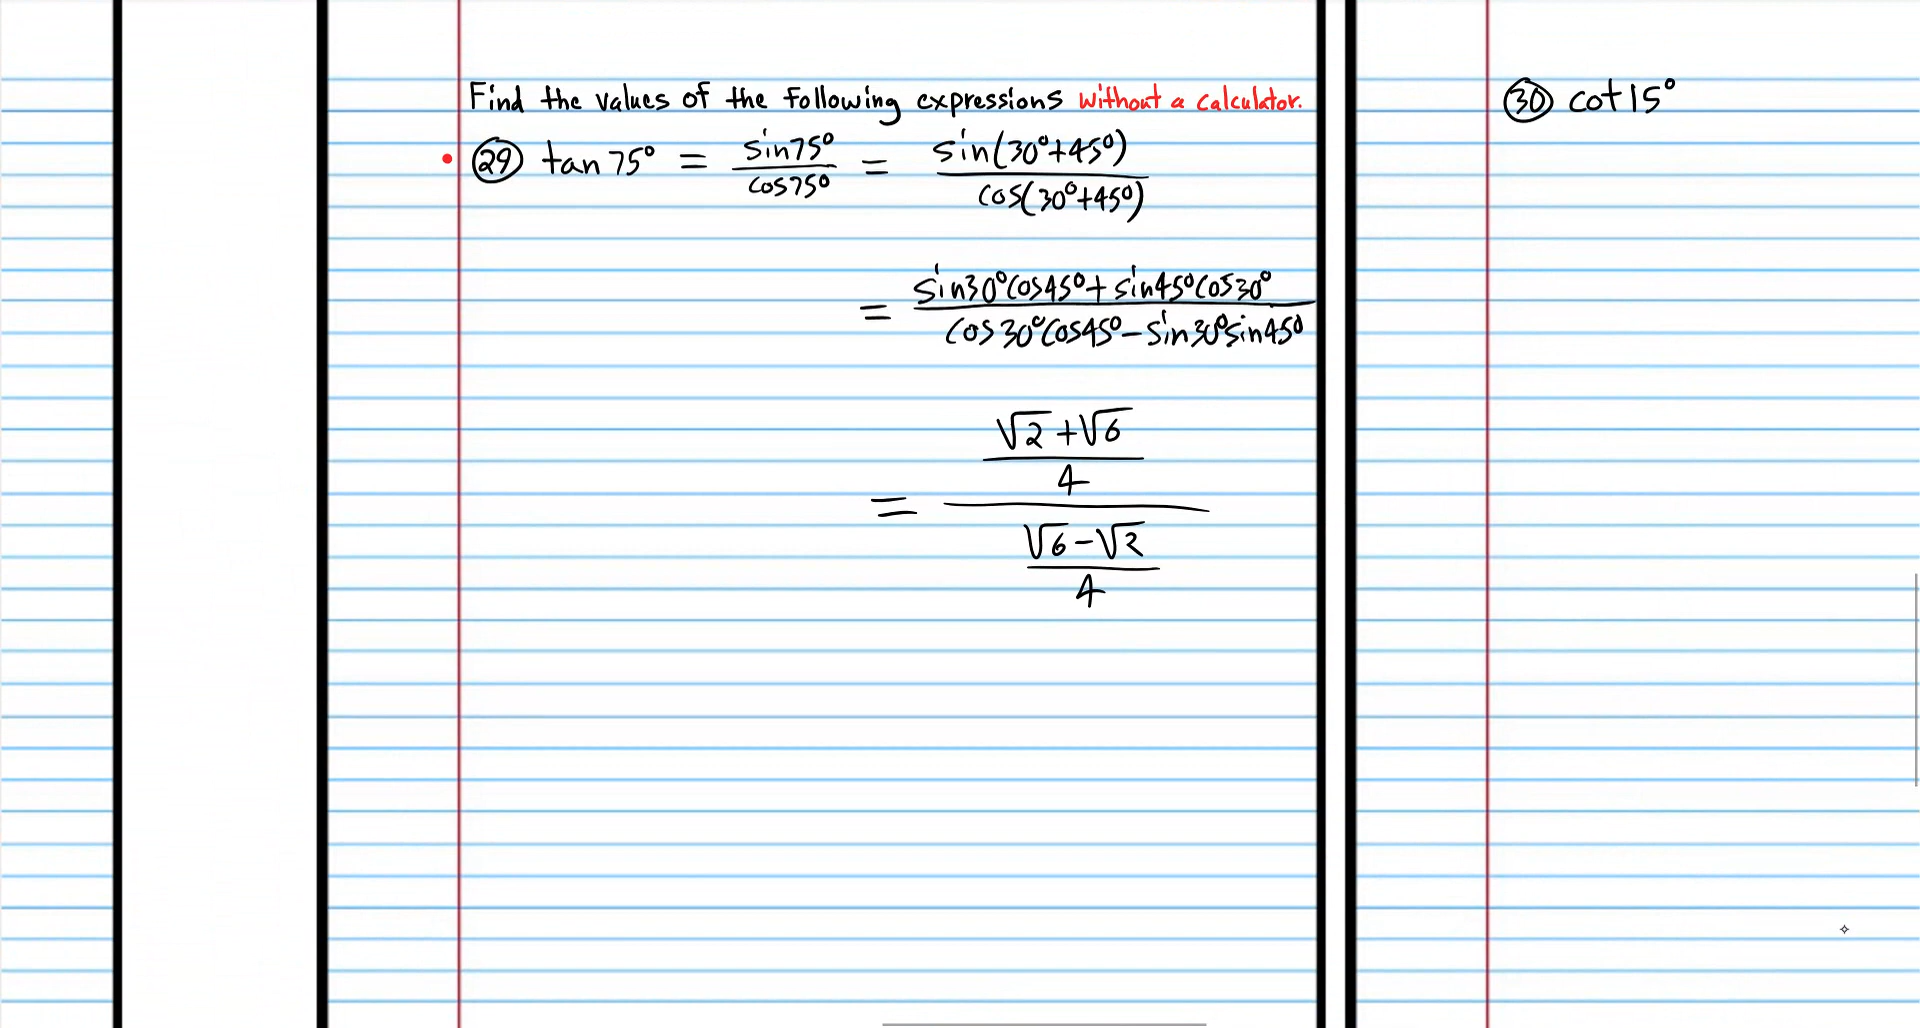 Find the values of the following expressions without a calculator.
• ㉙ tan 75° = sin75°/cos75° = sin(30°+45°)/cos(30°+45°)
= (sin30°cos45° + sin45°cos30°)/(cos30°cos45° − sin30°sin45°)
= ((√2 + √6)/4)/((√6 − √2)/4)
㉚ cot 15°